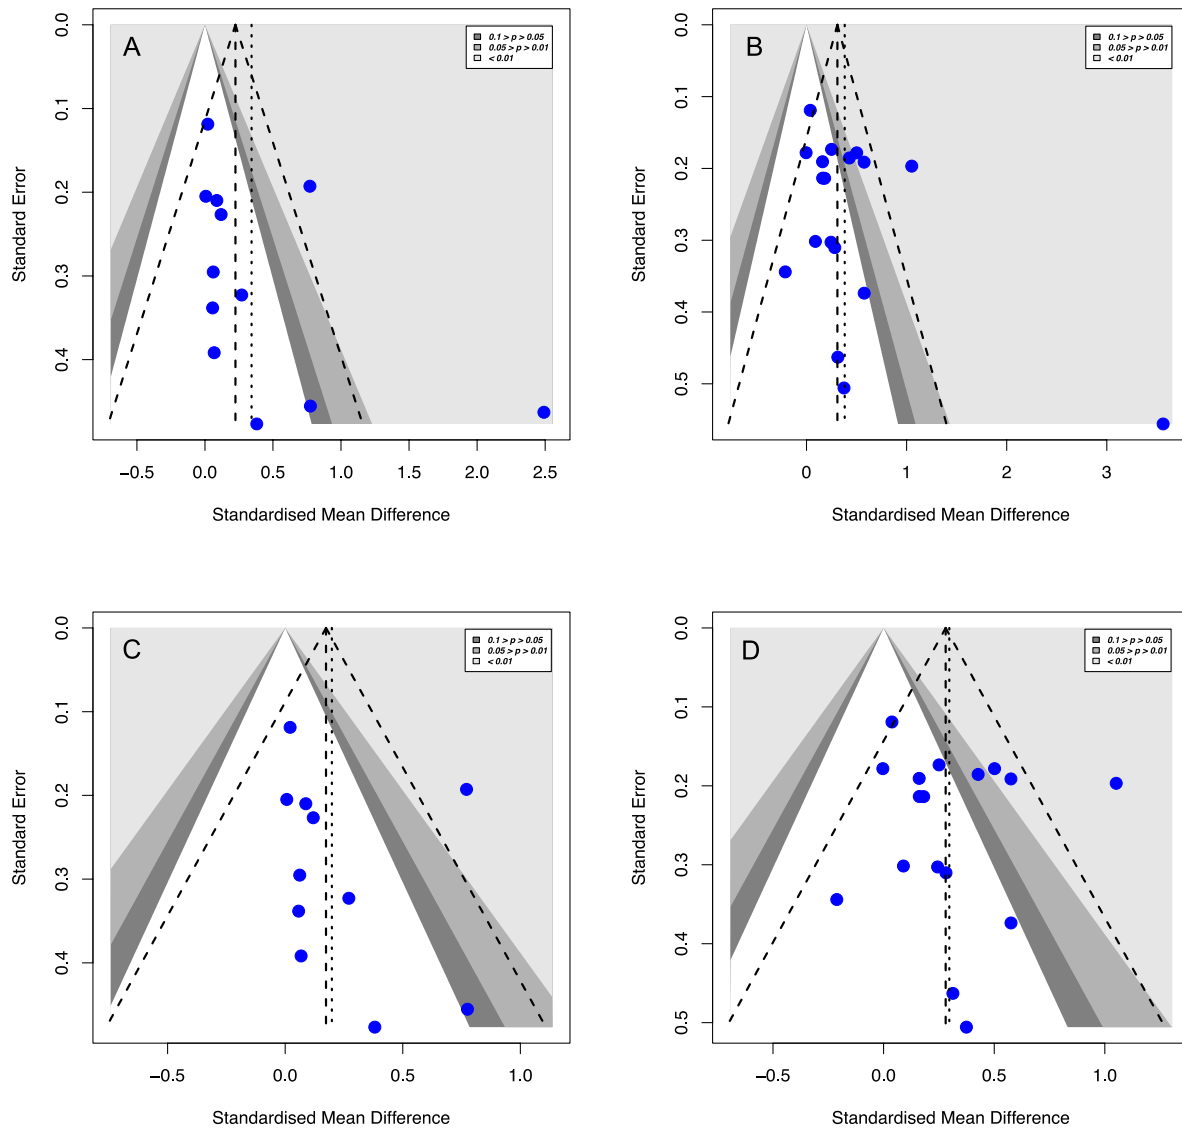 A
0.1 > p > 0.05
0.05 > p > 0.01
< 0.01
Standard Error
0.0
0.1
0.2
0.3
0.4
−0.5
0.0
0.5
1.0
1.5
2.0
2.5
Standardised Mean Difference
B
0.1 > p > 0.05
0.05 > p > 0.01
< 0.01
Standard Error
0.0
0.1
0.2
0.3
0.4
0.5
0
1
2
3
Standardised Mean Difference
C
0.1 > p > 0.05
0.05 > p > 0.01
< 0.01
Standard Error
0.0
0.1
0.2
0.3
0.4
−0.5
0.0
0.5
1.0
Standardised Mean Difference
D
0.1 > p > 0.05
0.05 > p > 0.01
< 0.01
Standard Error
0.0
0.1
0.2
0.3
0.4
0.5
−0.5
0.0
0.5
1.0
Standardised Mean Difference